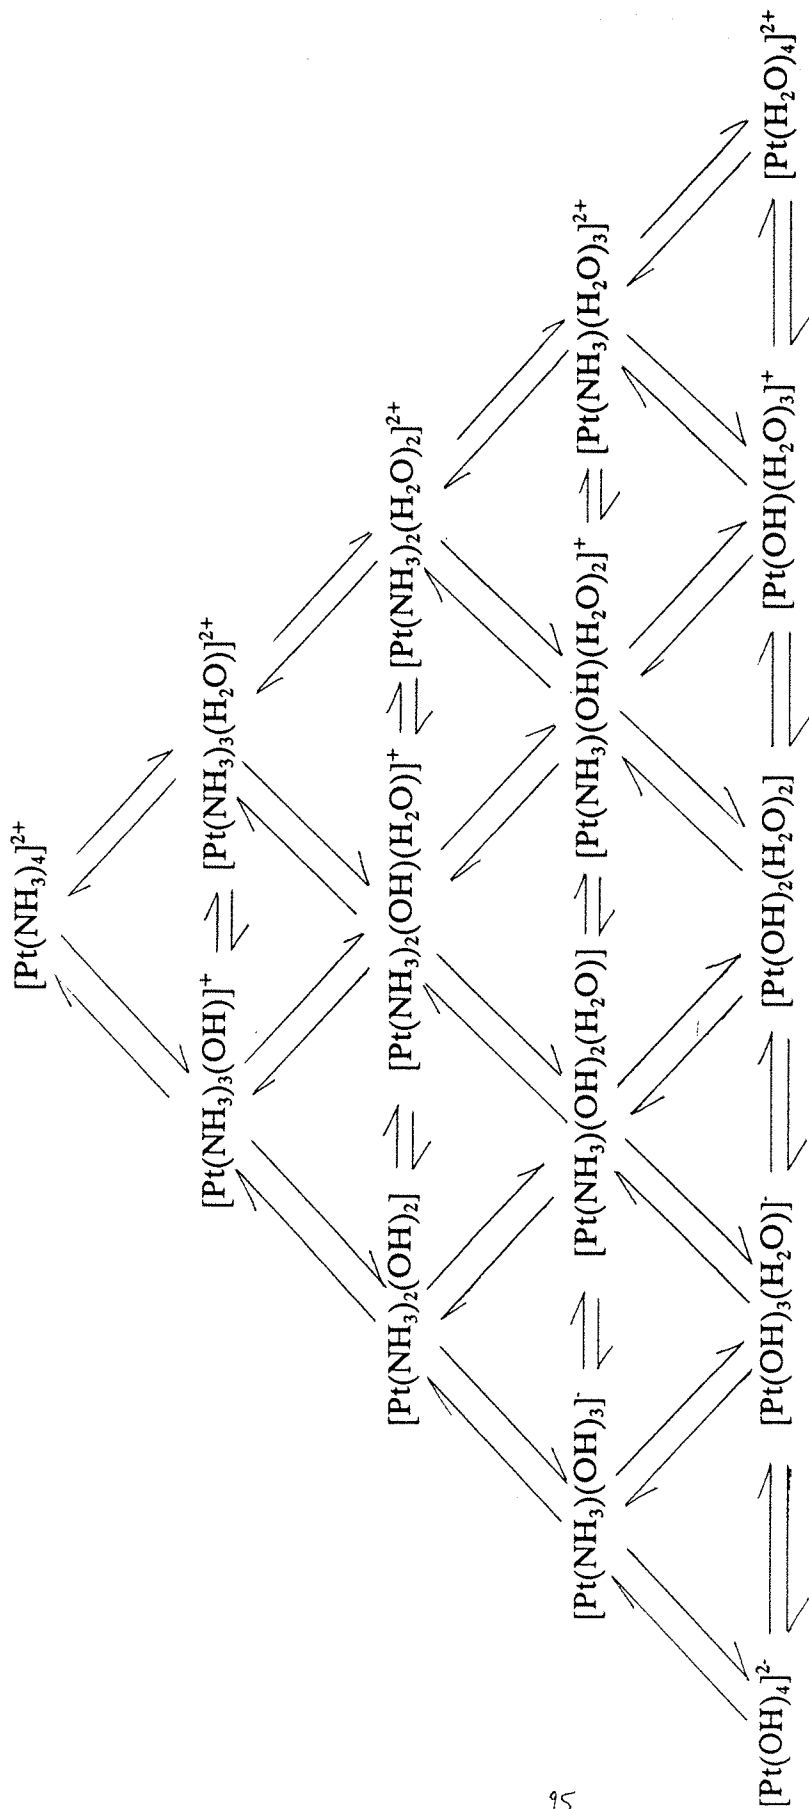 [Pt(NH₃)₄]²⁺
[Pt(NH₃)₃(OH)]⁺ [Pt(NH₃)₃(H₂O)]²⁺
[Pt(NH₃)₂(OH)₂] [Pt(NH₃)₂(OH)(H₂O)]⁺ [Pt(NH₃)₂(H₂O)₂]²⁺
[Pt(NH₃)(OH)₃]⁻ [Pt(NH₃)(OH)₂(H₂O)] [Pt(NH₃)(OH)(H₂O)₂]⁺ [Pt(NH₃)(H₂O)₃]²⁺
[Pt(OH)₄]²⁻ [Pt(OH)₃(H₂O)]⁻ [Pt(OH)₂(H₂O)₂] [Pt(OH)(H₂O)₃]⁺ [Pt(H₂O)₄]²⁺
95